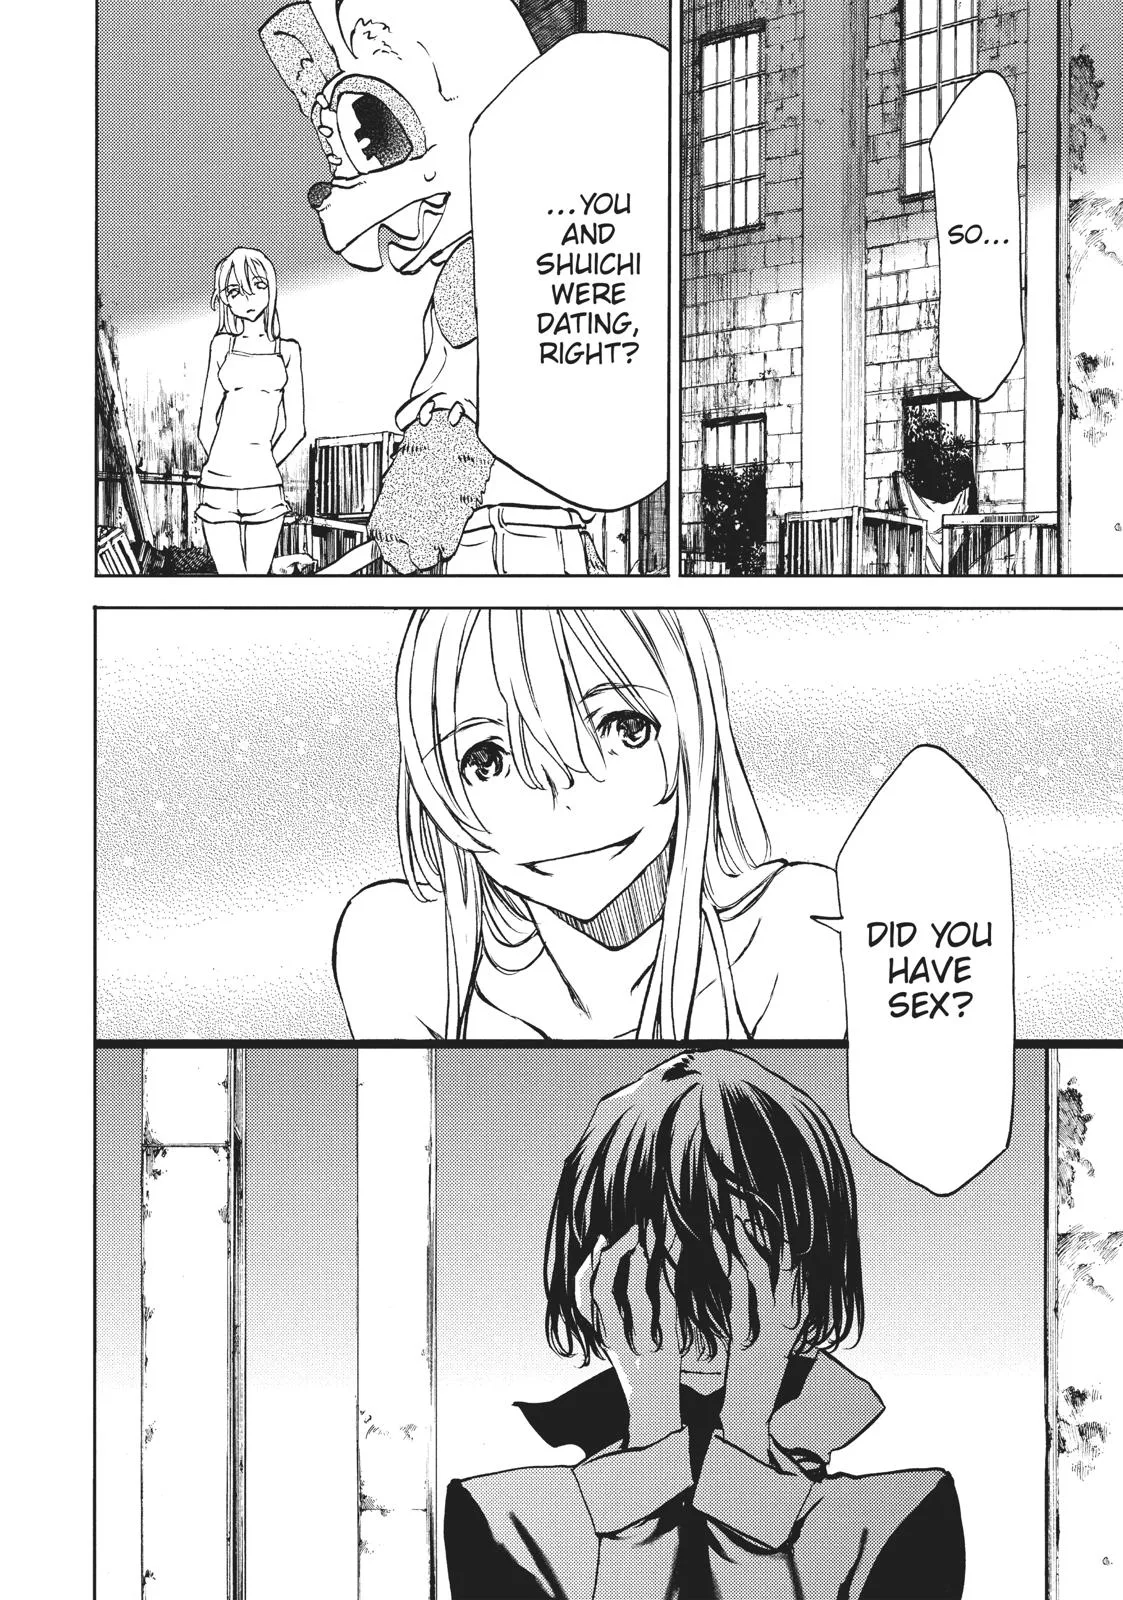 SO...
...YOU
AND
SHUICHI
WERE
DATING,
RIGHT?
DID YOU
HAVE
SEX?